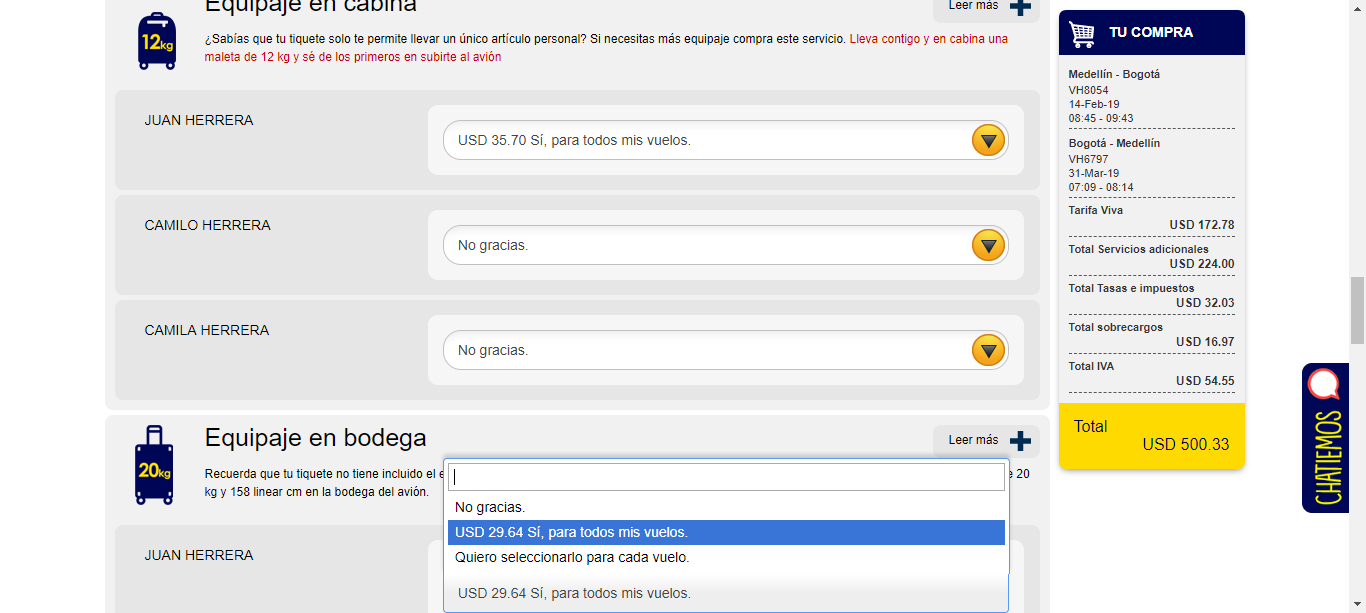 Equipaje en cabina
Leer más
12kg
¿Sabías que tu tiquete solo te permite llevar un único artículo personal? Si necesitas más equipaje compra este servicio. Lleva contigo y en cabina una
maleta de 12 kg y sé de los primeros en subirte al avión
JUAN HERRERA
USD 35.70 Sí, para todos mis vuelos.
CAMILO HERRERA
No gracias.
CAMILA HERRERA
No gracias.
Equipaje en bodega
Leer más
20kg
Recuerda que tu tiquete no tiene incluido el
20
kg y 158 linear cm en la bodega del avión.
No gracias.
USD 29.64 Sí, para todos mis vuelos.
Quiero seleccionarlo para cada vuelo.
JUAN HERRERA
USD 29.64 Sí, para todos mis vuelos.
TU COMPRA
Medellín - Bogotá
VH8054
14-Feb-19
08:45 - 09:43
Bogotá - Medellín
VH6797
31-Mar-19
07:09 - 08:14
Tarifa Viva
USD 172.78
Total Servicios adicionales
USD 224.00
Total Tasas e impuestos
USD 32.03
Total sobrecargos
USD 16.97
Total IVA
USD 54.55
Total
USD 500.33
CHATIEMOS